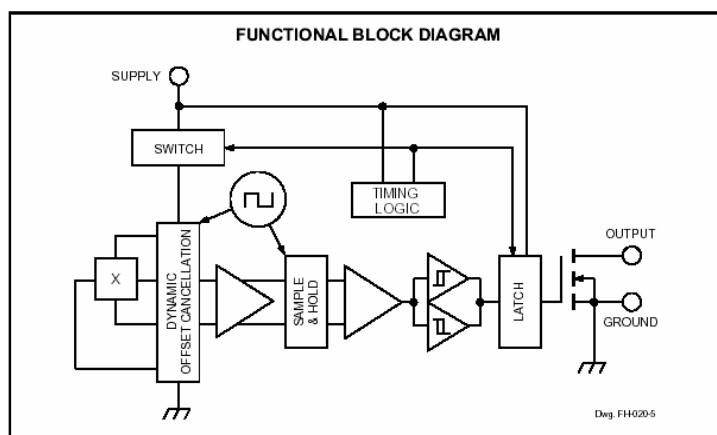 FUNCTIONAL BLOCK DIAGRAM
SUPPLY
SWITCH
TIMING
LOGIC
X
DYNAMIC
OFFSET CANCELLATION
SAMPLE
& HOLD
LATCH
OUTPUT
GROUND
Dwg. FH-020-5